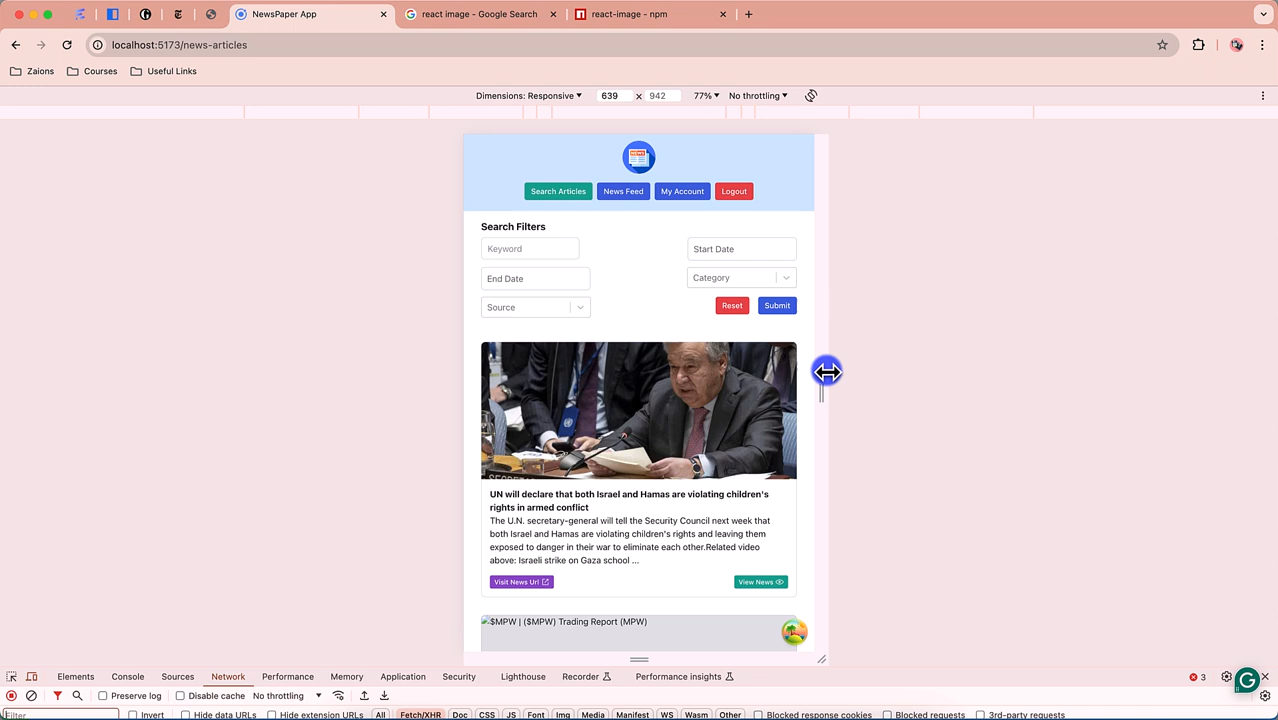 NewsPaper App
react image - Google Search
react-image - npm
localhost:5173/news-articles
Zaions
Courses
Useful Links
Dimensions: Responsive
639 × 942
77%
No throttling
NEWS
Search Articles
News Feed
My Account
Logout
Search Filters
Keyword
Start Date
End Date
Category
Source
Reset
Submit
UN will declare that both Israel and Hamas are violating children's
rights in armed conflict
The U.N. secretary-general will tell the Security Council next week that
both Israel and Hamas are violating children's rights and leaving them
exposed to danger in their war to eliminate each other.Related video
above: Israeli strike on Gaza school ...
Visit News Url
View News
$MPW | ($MPW) Trading Report (MPW)
Elements
Console
Sources
Network
Performance
Memory
Application
Security
Lighthouse
Recorder
Performance insights
3
Preserve log
Disable cache
No throttling
Filter
Invert
Hide data URLs
Hide extension URLs
All
Fetch/XHR
Doc
CSS
JS
Font
Img
Media
Manifest
WS
Wasm
Other
Blocked response cookies
Blocked requests
3rd-party requests